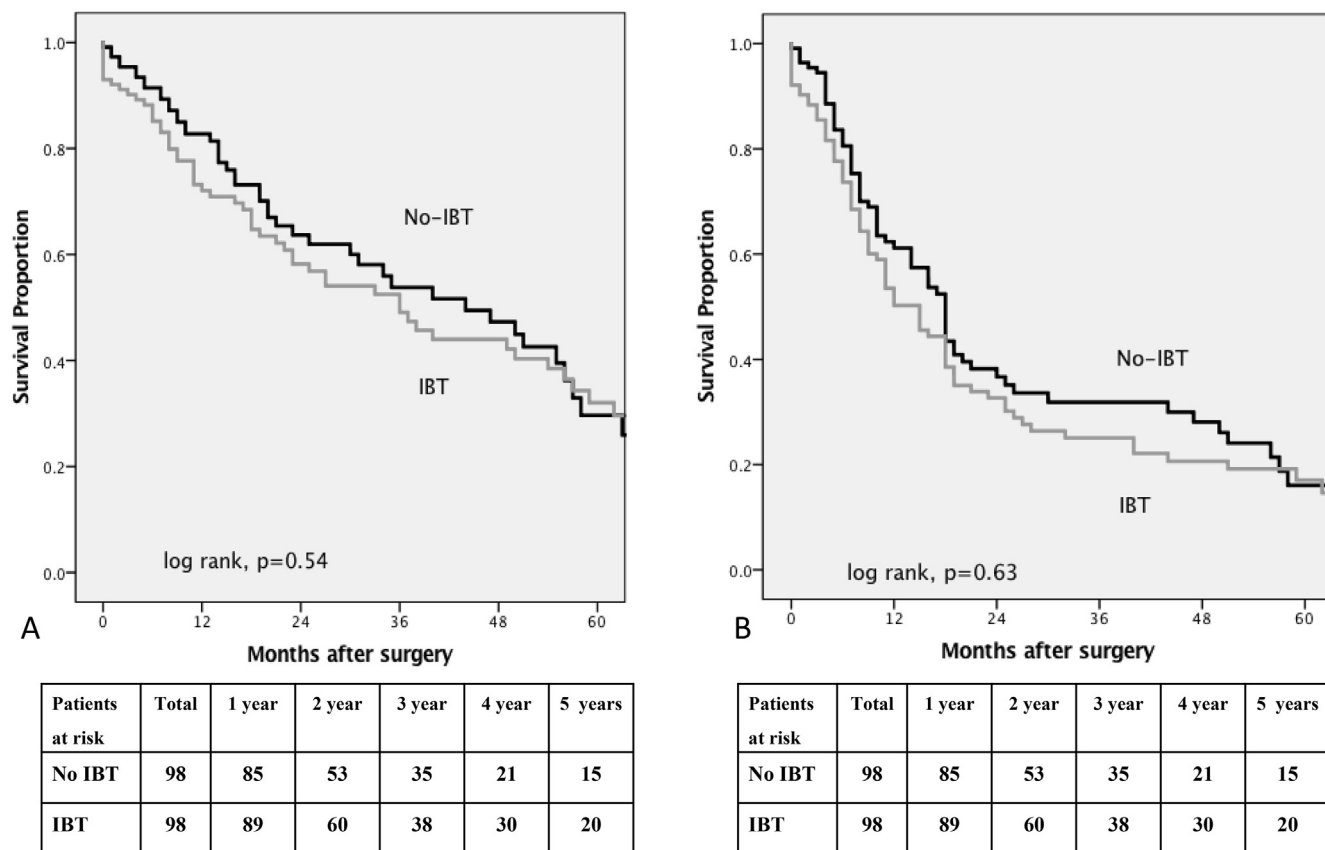 1.0
0.8
0.6
0.4
0.2
0.0
Survival Proportion
No-IBT
IBT
log rank, p=0.54
0 12 24 36 48 60
A
Months after surgery
Patients at risk Total 1 year 2 year 3 year 4 year 5 years
No IBT 98 85 53 35 21 15
IBT 98 89 60 38 30 20
1.0
0.8
0.6
0.4
0.2
0.0
Survival Proportion
No-IBT
IBT
log rank, p=0.63
0 12 24 36 48 60
B
Months after surgery
Patients at risk Total 1 year 2 year 3 year 4 year 5 years
No IBT 98 85 53 35 21 15
IBT 98 89 60 38 30 20